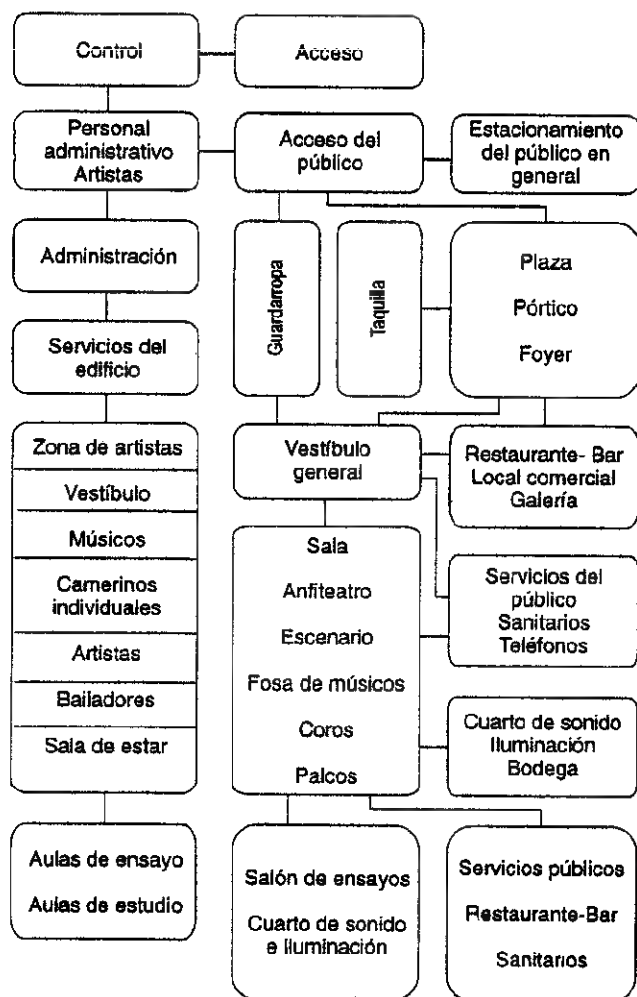 Control
Acceso
Personal
administrativo
Artistas
Acceso del
público
Estacionamiento
del público en
general
Administración
Guardarropa
Taquilla
Plaza
Pórtico
Foyer
Servicios del
edificio
Zona de artistas
Vestíbulo
Músicos
Camerinos
individuales
Artistas
Bailadores
Sala de estar
Vestíbulo
general
Restaurante- Bar
Local comercial
Galería
Sala
Anfiteatro
Escenario
Fosa de músicos
Coros
Palcos
Servicios del
público
Sanitarios
Teléfonos
Cuarto de sonido
Iluminación
Bodega
Aulas de ensayo
Aulas de estudio
Salón de ensayos
Cuarto de sonido
e iluminación
Servicios públicos
Restaurante-Bar
Sanitarios